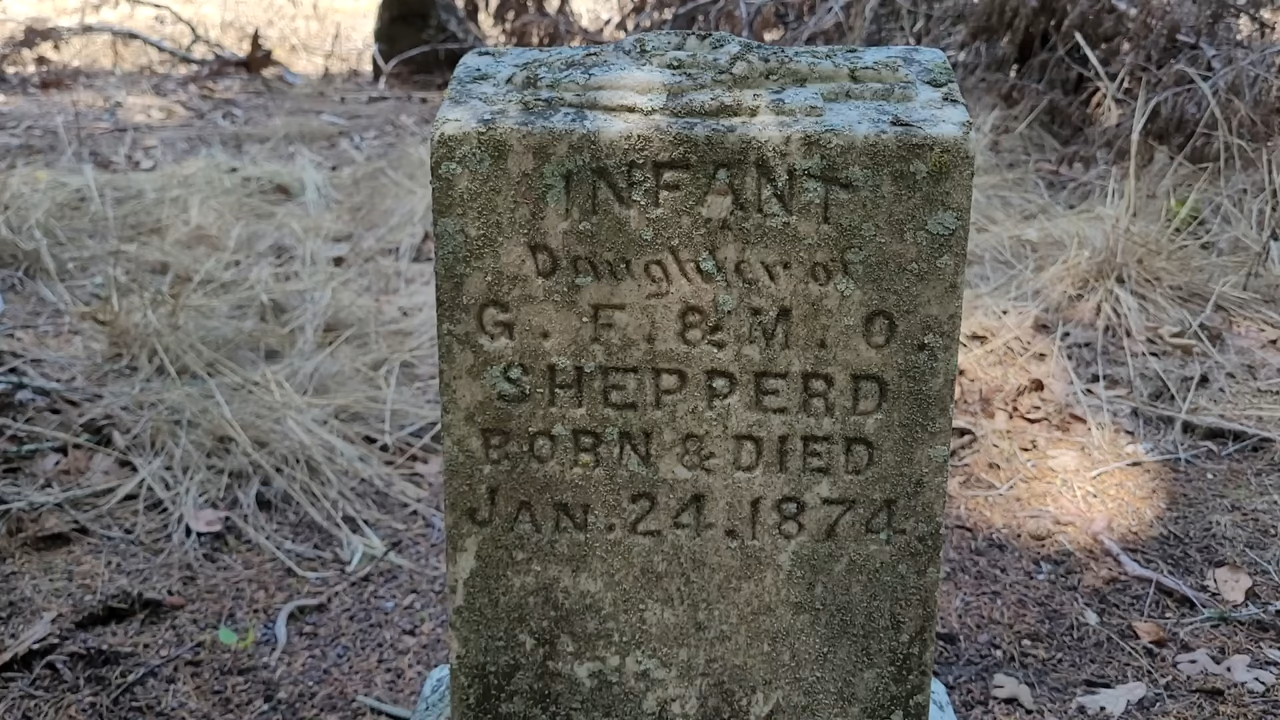 INFANT
Daughter of
G. F. & M. O.
SHEPPERD
BORN & DIED
JAN. 24, 1874